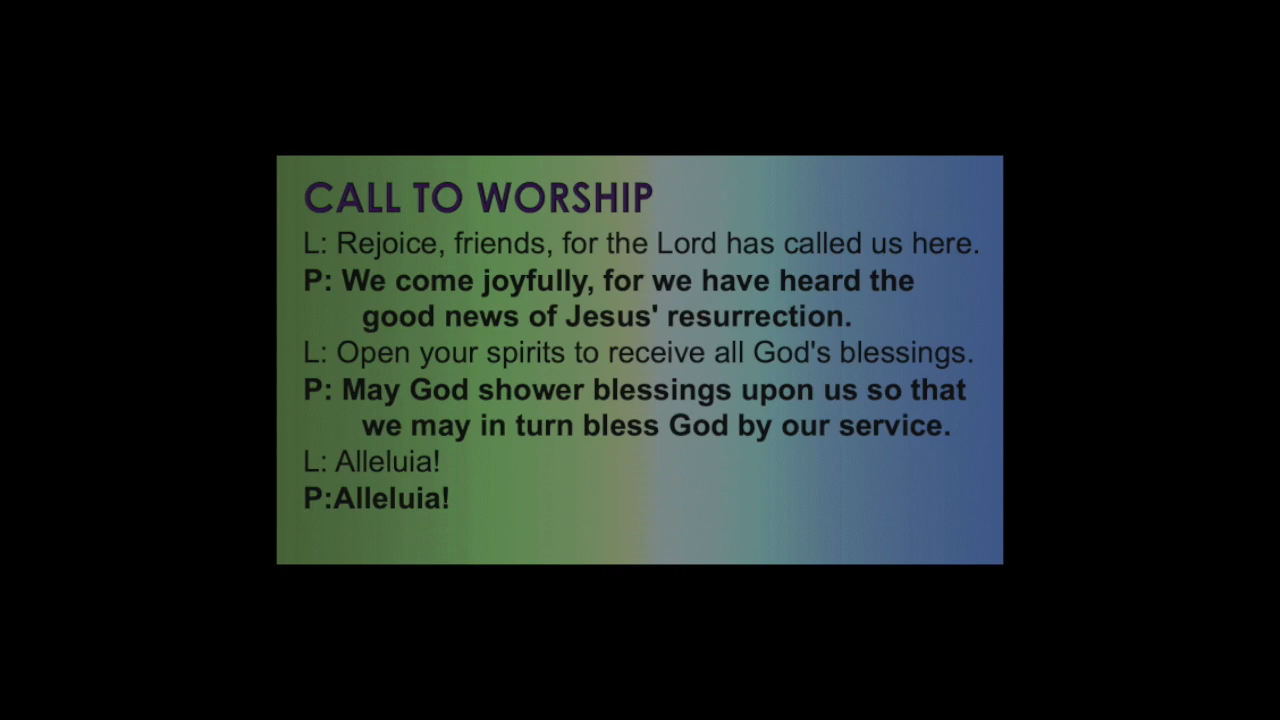 CALL TO WORSHIP
L: Rejoice, friends, for the Lord has called us here.
P: We come joyfully, for we have heard the
good news of Jesus' resurrection.
L: Open your spirits to receive all God's blessings.
P: May God shower blessings upon us so that
we may in turn bless God by our service.
L: Alleluia!
P:Alleluia!